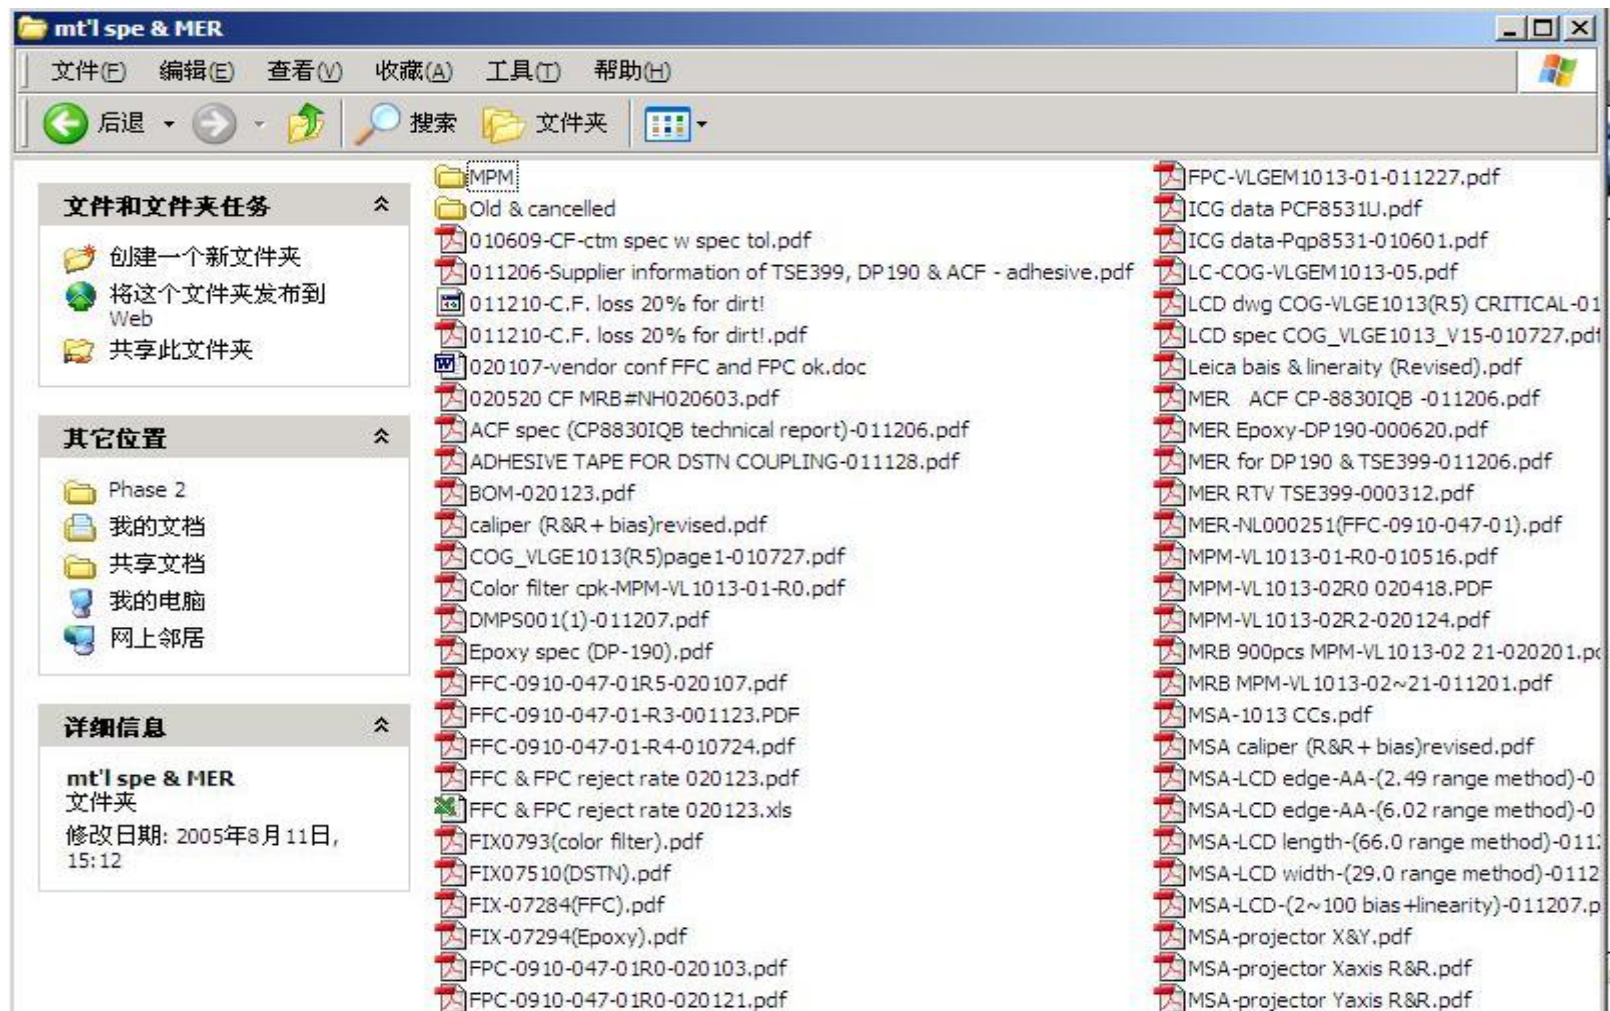 mt'l spe & MER
文件(F) 编辑(E) 查看(V) 收藏(A) 工具(T) 帮助(H)
后退 搜索 文件夹
文件和文件夹任务
创建一个新文件夹
将这个文件夹发布到
Web
共享此文件夹
其它位置
Phase 2
我的文档
共享文档
我的电脑
网上邻居
详细信息
mt'l spe & MER
文件夹
修改日期: 2005年8月11日,
15:12
MPM
Old & cancelled
010609-CF-ctm spec w spec tol.pdf
011206-Supplier information of TSE399, DP190 & ACF - adhesive.pdf
011210-C.F. loss 20% for dirt!
011210-C.F. loss 20% for dirt!.pdf
020107-vendor conf FFC and FPC ok.doc
020520 CF MRB#NH020603.pdf
ACF spec (CP8830IQB technical report)-011206.pdf
ADHESIVE TAPE FOR DSTN COUPLING-011128.pdf
BOM-020123.pdf
caliper (R&R+bias)revised.pdf
COG_VLGE1013(R5)page1-010727.pdf
Color filter cpk-MPM-VL1013-01-R0.pdf
DMPS001(1)-011207.pdf
Epoxy spec (DP-190).pdf
FFC-0910-047-01R5-020107.pdf
FFC-0910-047-01-R3-001123.PDF
FFC-0910-047-01-R4-010724.pdf
FFC & FPC reject rate 020123.pdf
FFC & FPC reject rate 020123.xls
FIX0793(color filter).pdf
FIX07510(DSTN).pdf
FIX-07284(FFC).pdf
FIX-07294(Epoxy).pdf
FPC-0910-047-01R0-020103.pdf
FPC-0910-047-01R0-020121.pdf
FPC-VLGEM1013-01-011227.pdf
ICG data PCF8531U.pdf
ICG data-Pqp8531-010601.pdf
LC-COG-VLGEM1013-05.pdf
LCD dwg COG-VLGE1013(R5) CRITICAL-01
LCD spec COG_VLGE1013_V15-010727.pdf
Leica bais & lineraity (Revised).pdf
MER ACF CP-8830IQB -011206.pdf
MER Epoxy-DP190-000620.pdf
MER for DP190 & TSE399-011206.pdf
MER RTV TSE399-000312.pdf
MER-NL000251(FFC-0910-047-01).pdf
MPM-VL1013-01-R0-010516.pdf
MPM-VL1013-02R0 020418.PDF
MPM-VL1013-02R2-020124.pdf
MRB 900pcs MPM-VL1013-02 21-020201.pd
MRB MPM-VL1013-02~21-011201.pdf
MSA-1013 CCs.pdf
MSA caliper (R&R+bias)revised.pdf
MSA-LCD edge-AA-(2.49 range method)-0
MSA-LCD edge-AA-(6.02 range method)-0
MSA-LCD length-(66.0 range method)-011
MSA-LCD width-(29.0 range method)-0112
MSA-LCD-(2~100 bias+linearity)-011207.p
MSA-projector X&Y.pdf
MSA-projector Xaxis R&R.pdf
MSA-projector Yaxis R&R.pdf